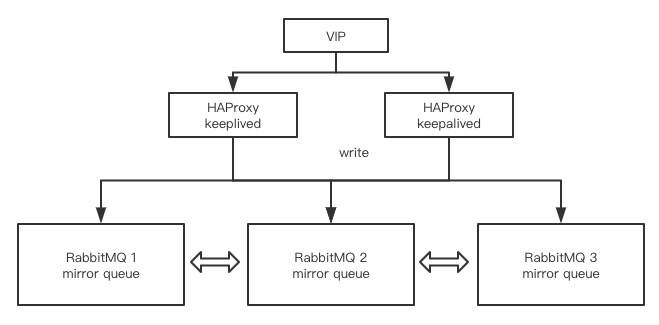 VIP
HAProxy
keeplived
HAProxy
keepalived
write
RabbitMQ 1
mirror queue
RabbitMQ 2
mirror queue
RabbitMQ 3
mirror queue